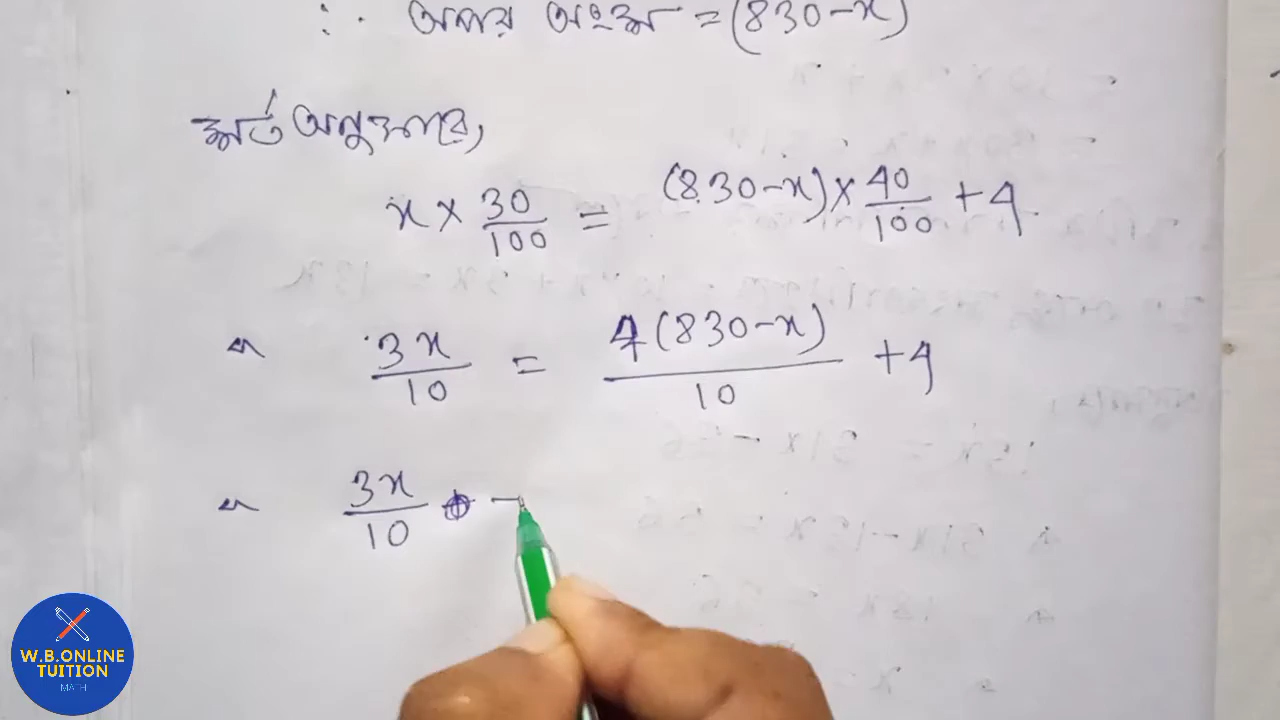 ∴ অপর অংশ = (830-x)
শর্ত অনুসারে,
x × 30/100 = (830-x) × 40/100 + 4
বা 3x/10 = 4(830-x)/10 + 4
বা 3x/10 -
W.B.ONLINE
TUITION
MATH